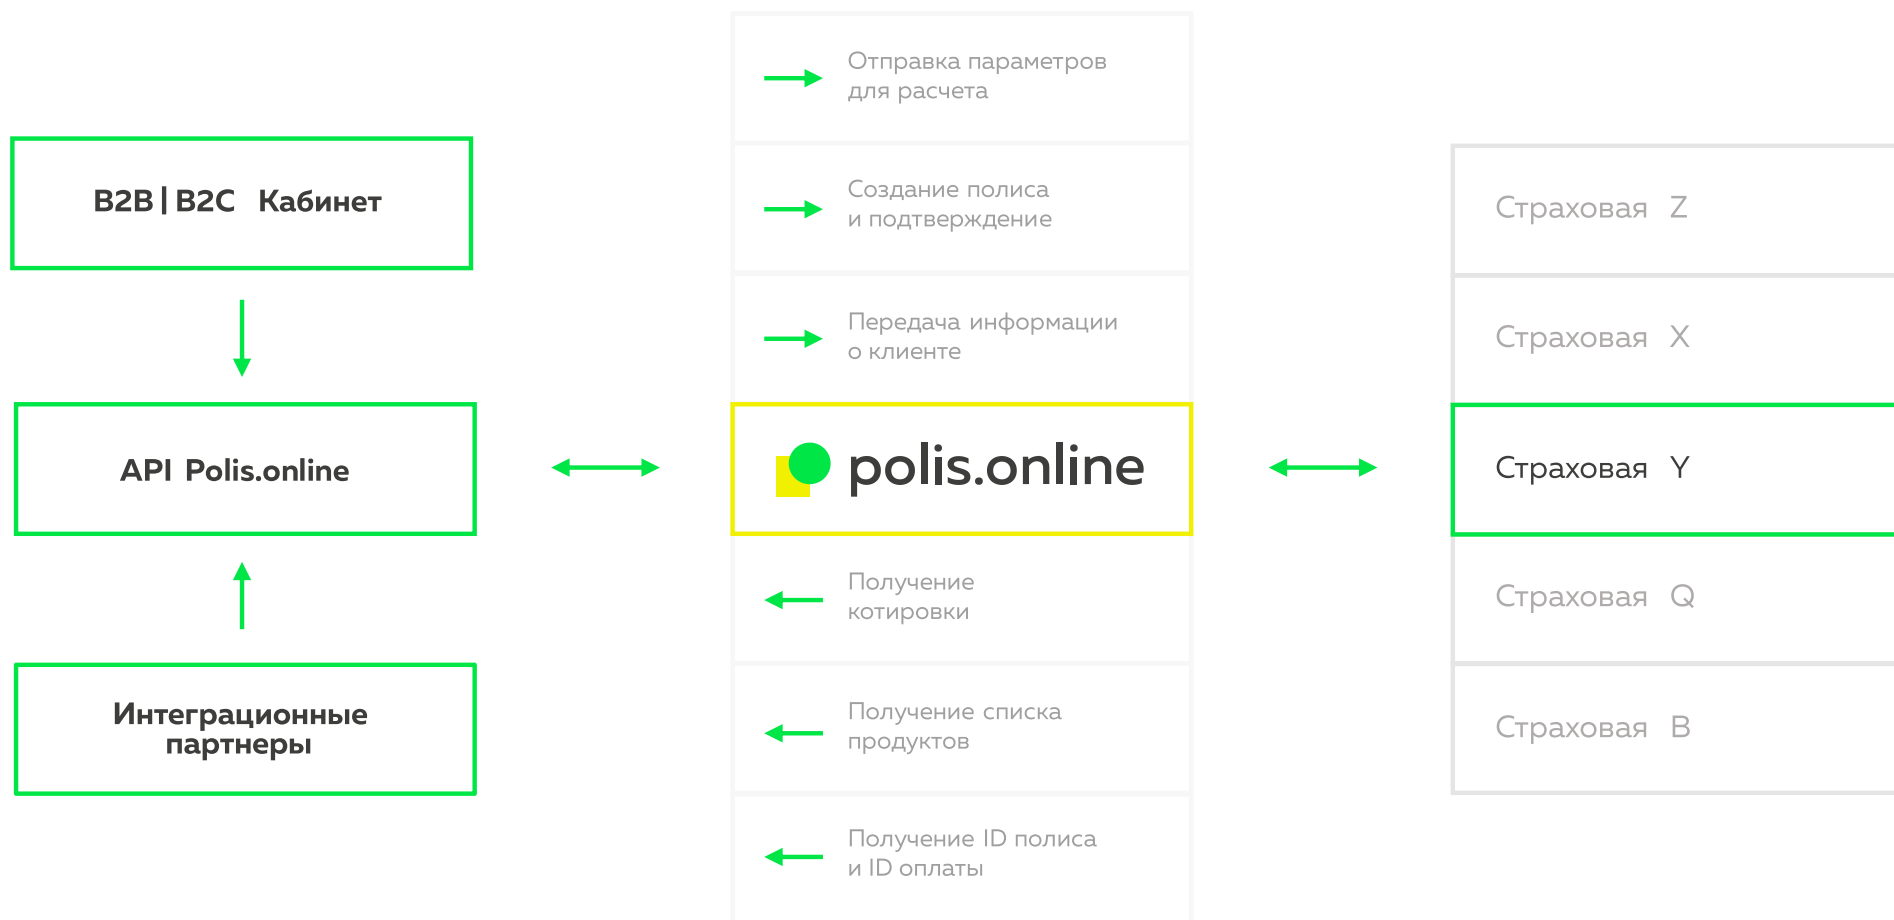 B2B | B2C Кабинет
API Polis.online
Интеграционные
партнеры
Отправка параметров
для расчета
Создание полиса
и подтверждение
Передача информации
о клиенте
polis.online
Получение
котировки
Получение списка
продуктов
Получение ID полиса
и ID оплаты
Страховая Z
Страховая X
Страховая Y
Страховая Q
Страховая B